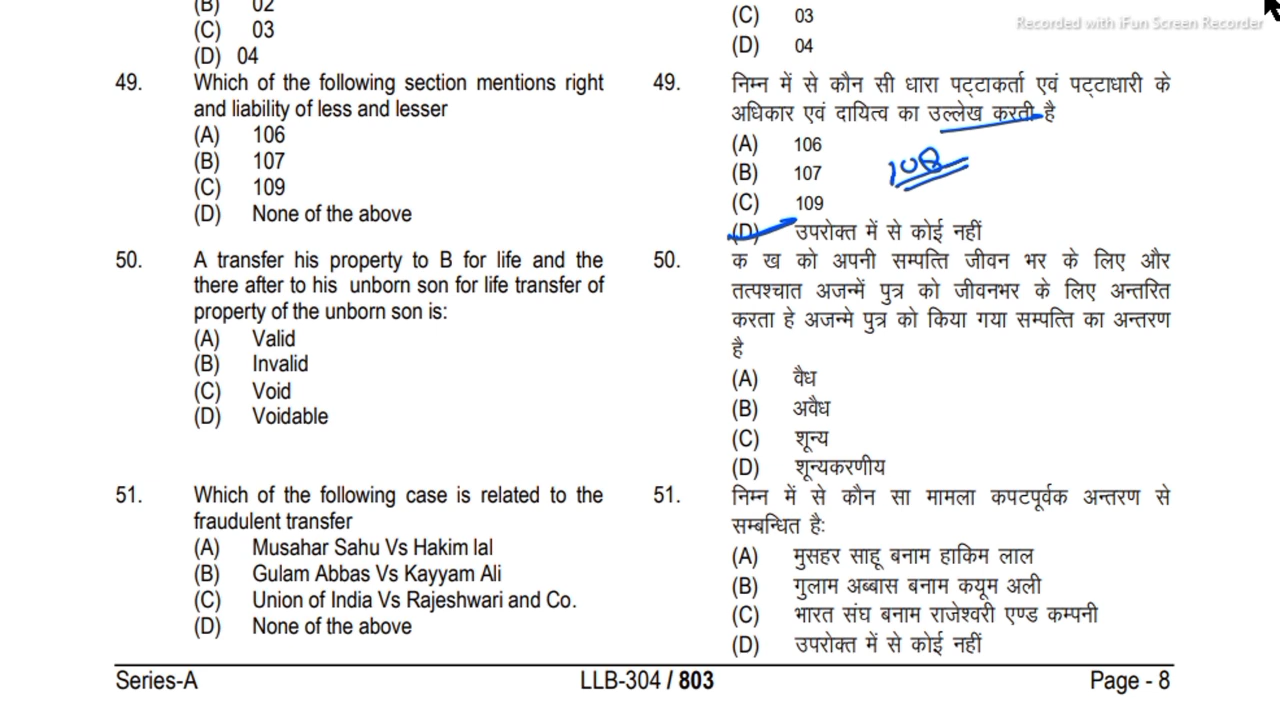 (B) 02
(C) 03
(D) 04
49. Which of the following section mentions right
and liability of less and lesser
(A) 106
(B) 107
(C) 109
(D) None of the above
50. A transfer his property to B for life and the
there after to his unborn son for life transfer of
property of the unborn son is:
(A) Valid
(B) Invalid
(C) Void
(D) Voidable
51. Which of the following case is related to the
fraudulent transfer
(A) Musahar Sahu Vs Hakim lal
(B) Gulam Abbas Vs Kayyam Ali
(C) Union of India Vs Rajeshwari and Co.
(D) None of the above
(C) 03
(D) 04
Recorded with iFun Screen Recorder
49. निम्न में से कौन सी धारा पट्टाकर्ता एवं पट्टाधारी के
अधिकार एवं दायित्व का उल्लेख करती है
(A) 106
(B) 107
(C) 109
(D) उपरोक्त में से कोई नहीं
108
50. क ख को अपनी सम्पत्ति जीवन भर के लिए और
तत्पश्चात अजन्में पुत्र को जीवनभर के लिए अन्तरित
करता हे अजन्मे पुत्र को किया गया सम्पत्ति का अन्तरण
है
(A) वैध
(B) अवैध
(C) शून्य
(D) शून्यकरणीय
51. निम्न में से कौन सा मामला कपटपूर्वक अन्तरण से
सम्बन्धित है:
(A) मुसहर साहू बनाम हाकिम लाल
(B) गुलाम अब्बास बनाम कयूम अली
(C) भारत संघ बनाम राजेश्वरी एण्ड कम्पनी
(D) उपरोक्त में से कोई नहीं
Series-A LLB-304 / 803 Page - 8